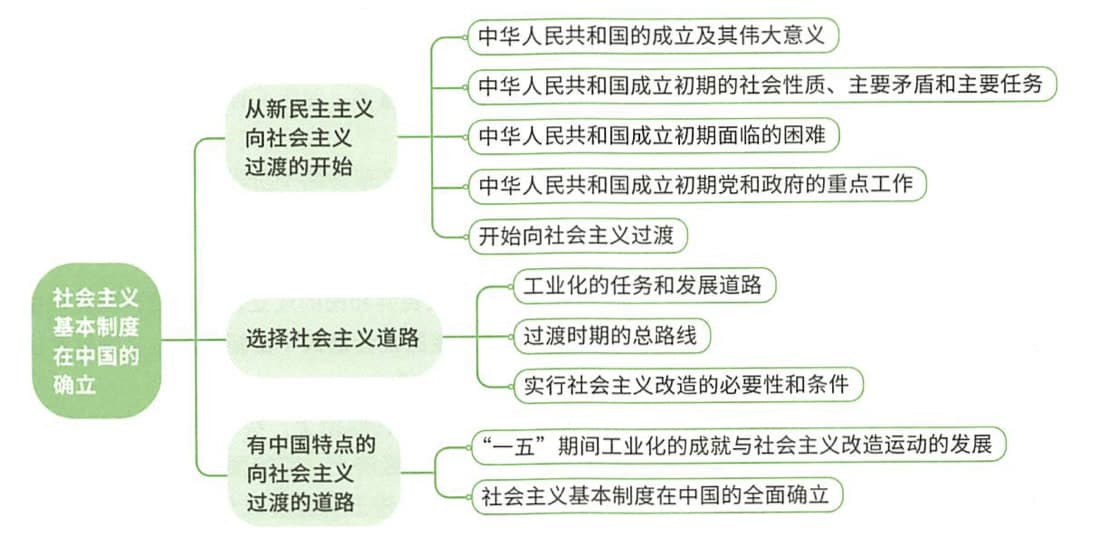 社会主义
基本制度
在中国的
确立
从新民主主义
向社会主义
过渡的开始
中华人民共和国的成立及其伟大意义
中华人民共和国成立初期的社会性质、主要矛盾和主要任务
中华人民共和国成立初期面临的困难
中华人民共和国成立初期党和政府的重点工作
开始向社会主义过渡
选择社会主义道路
工业化的任务和发展道路
过渡时期的总路线
实行社会主义改造的必要性和条件
有中国特点的
向社会主义
过渡的道路
“一五”期间工业化的成就与社会主义改造运动的发展
社会主义基本制度在中国的全面确立